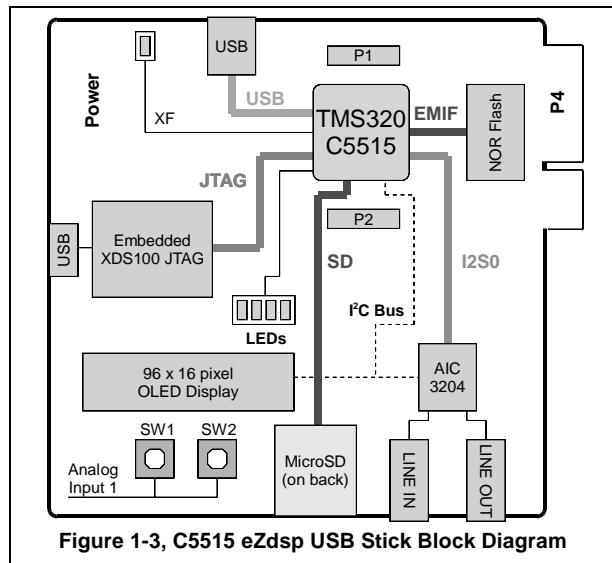 USB
P1
Power
XF
USB
TMS320
C5515
EMIF
NOR Flash
P4
JTAG
USB
Embedded
XDS100 JTAG
P2
SD
I2S0
I²C Bus
LEDs
96 x 16 pixel
OLED Display
AIC
3204
SW1 SW2
Analog
Input 1
MicroSD
(on back)
LINE IN
LINE OUT
Figure 1-3, C5515 eZdsp USB Stick Block Diagram